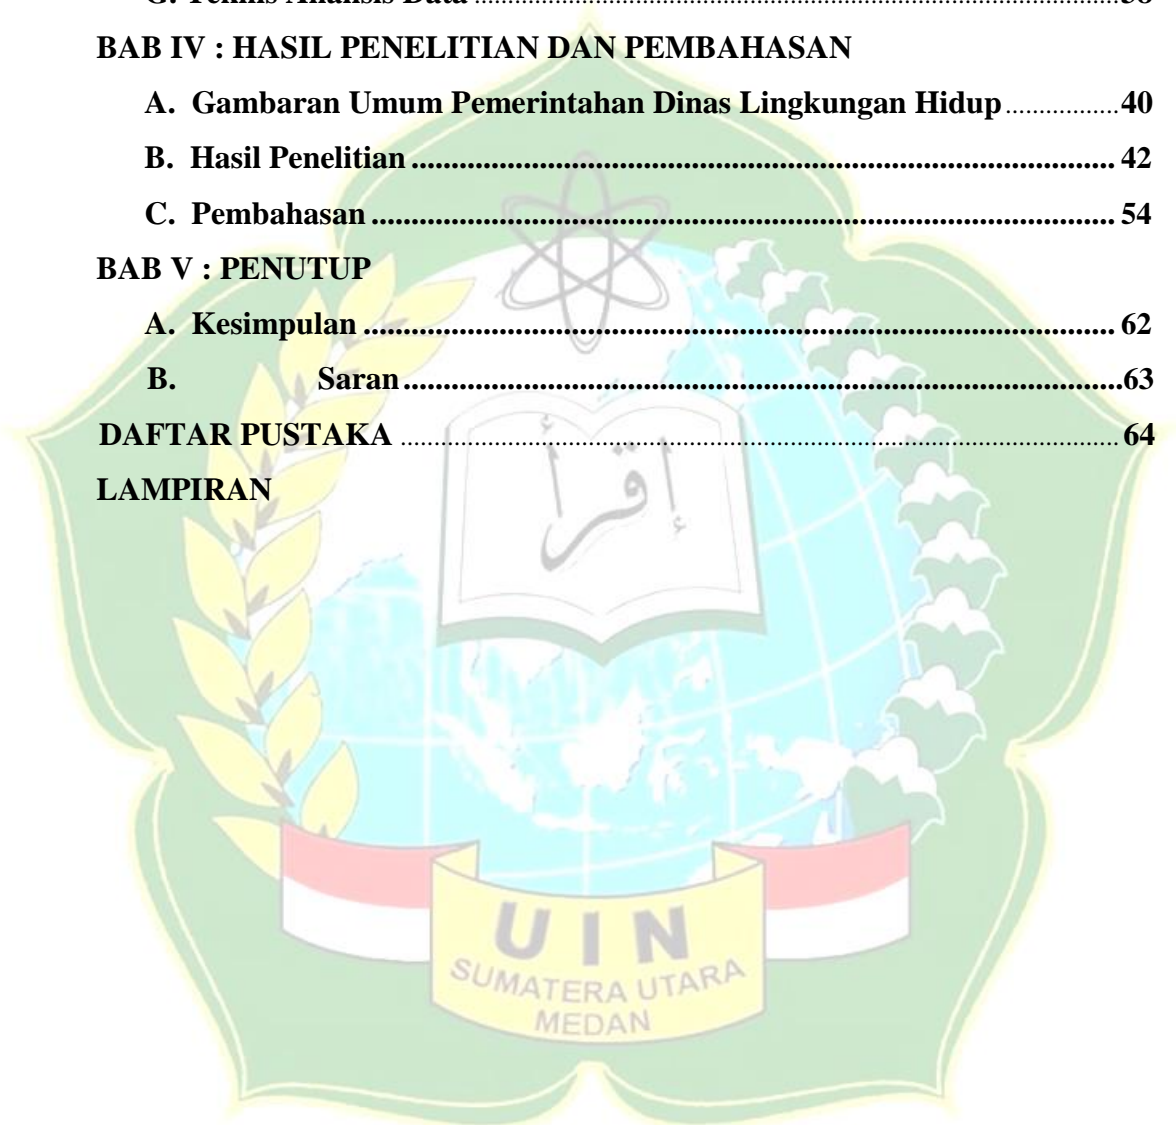 BAB IV : HASIL PENELITIAN DAN PEMBAHASAN
A. Gambaran Umum Pemerintahan Dinas Lingkungan Hidup ................ 40
B. Hasil Penelitian ........................................................................................ 42
C. Pembahasan ............................................................................................. 54
BAB V : PENUTUP
A. Kesimpulan .............................................................................................. 62
B. Saran .......................................................................................... 63
DAFTAR PUSTAKA .................................................................................... 64
LAMPIRAN
إقرأ
UIN
SUMATERA UTARA
MEDAN